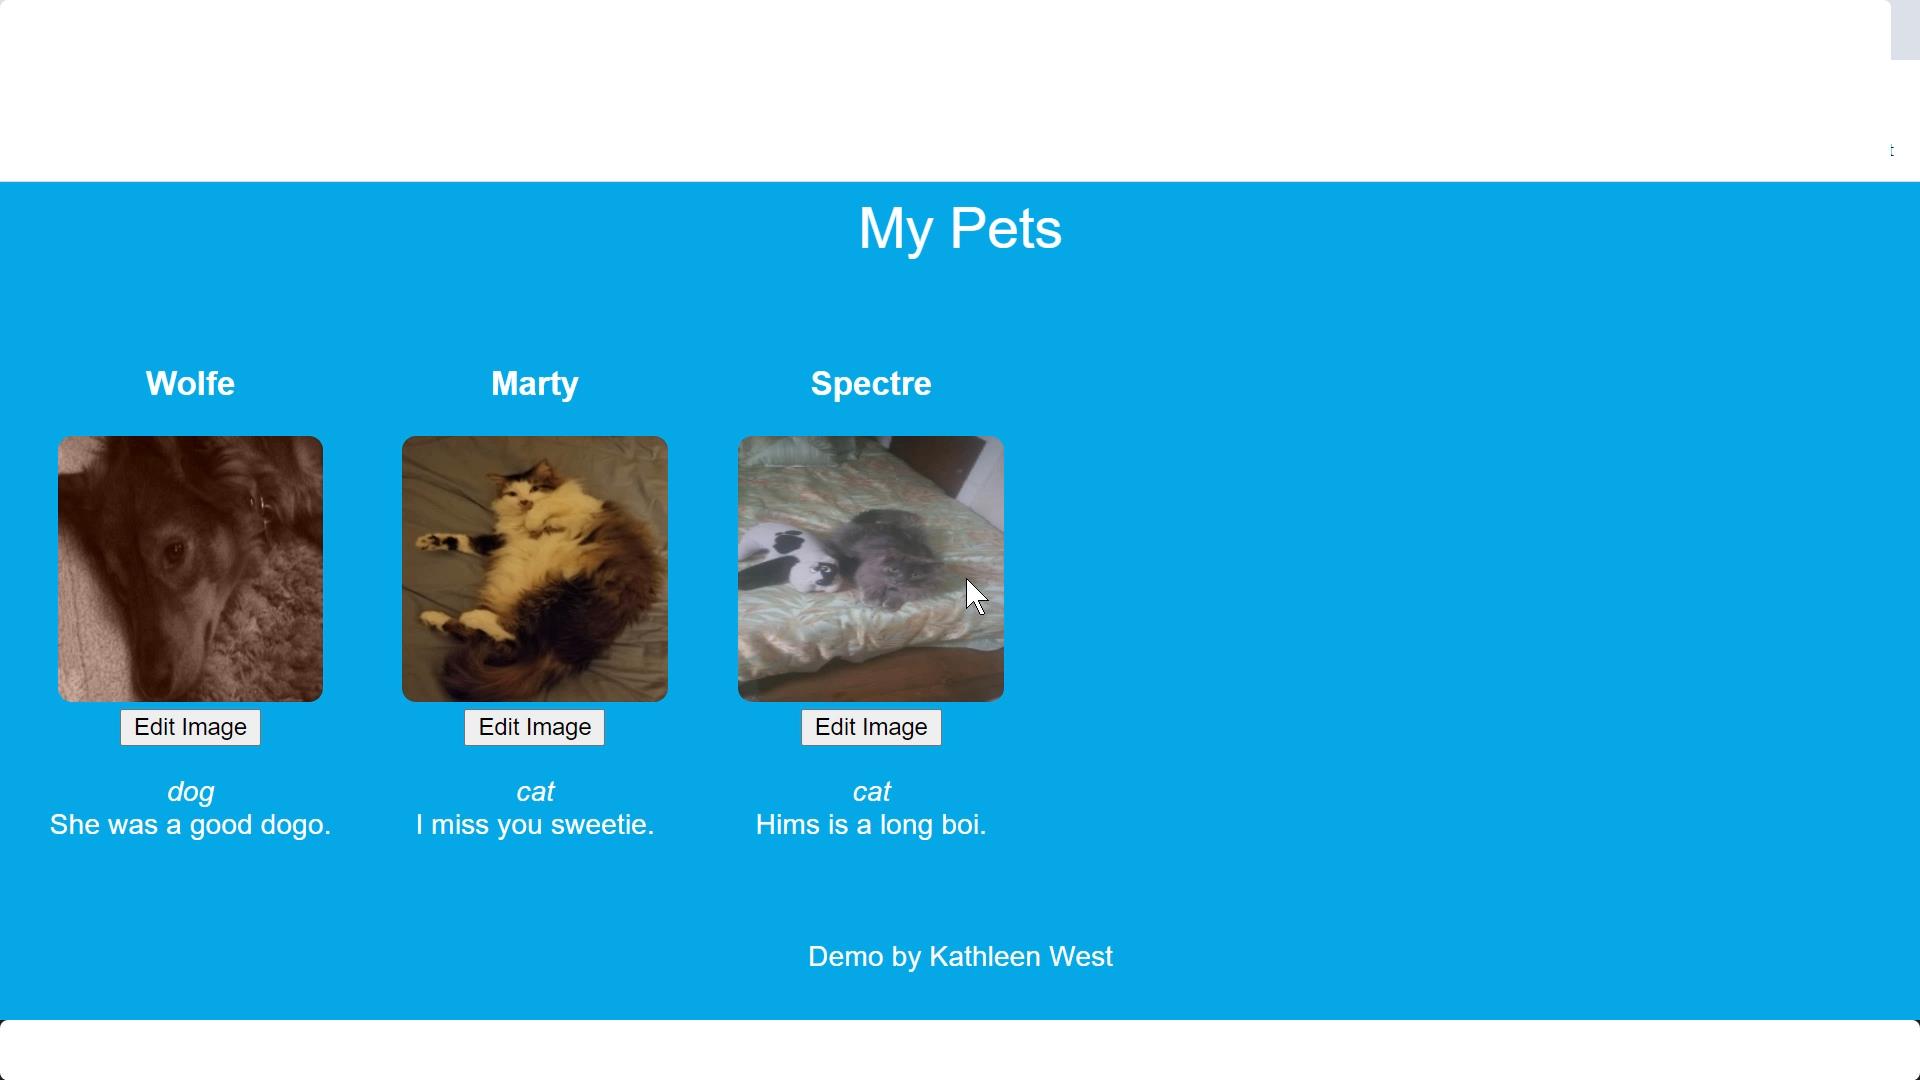 My Pets
Wolfe
Marty
Spectre
Edit Image
Edit Image
Edit Image
dog
cat
cat
She was a good dogo.
I miss you sweetie.
Hims is a long boi.
Demo by Kathleen West